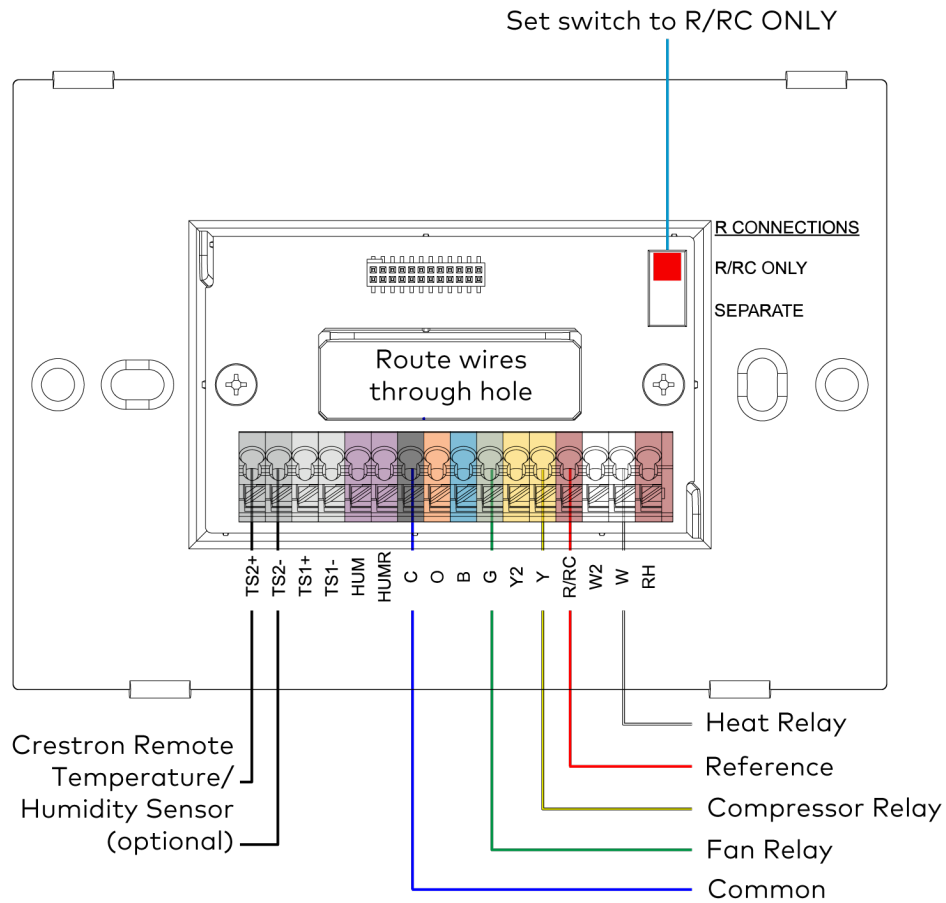 Set switch to R/RC ONLY
R CONNECTIONS
R/RC ONLY
SEPARATE
Route wires
through hole
TS2+
TS2-
TS1+
TS1-
HUM
HUMR
C
O
B
G
Y2
Y
R/RC
W2
W
RH
Crestron Remote
Temperature/
Humidity Sensor
(optional)
Heat Relay
Reference
Compressor Relay
Fan Relay
Common